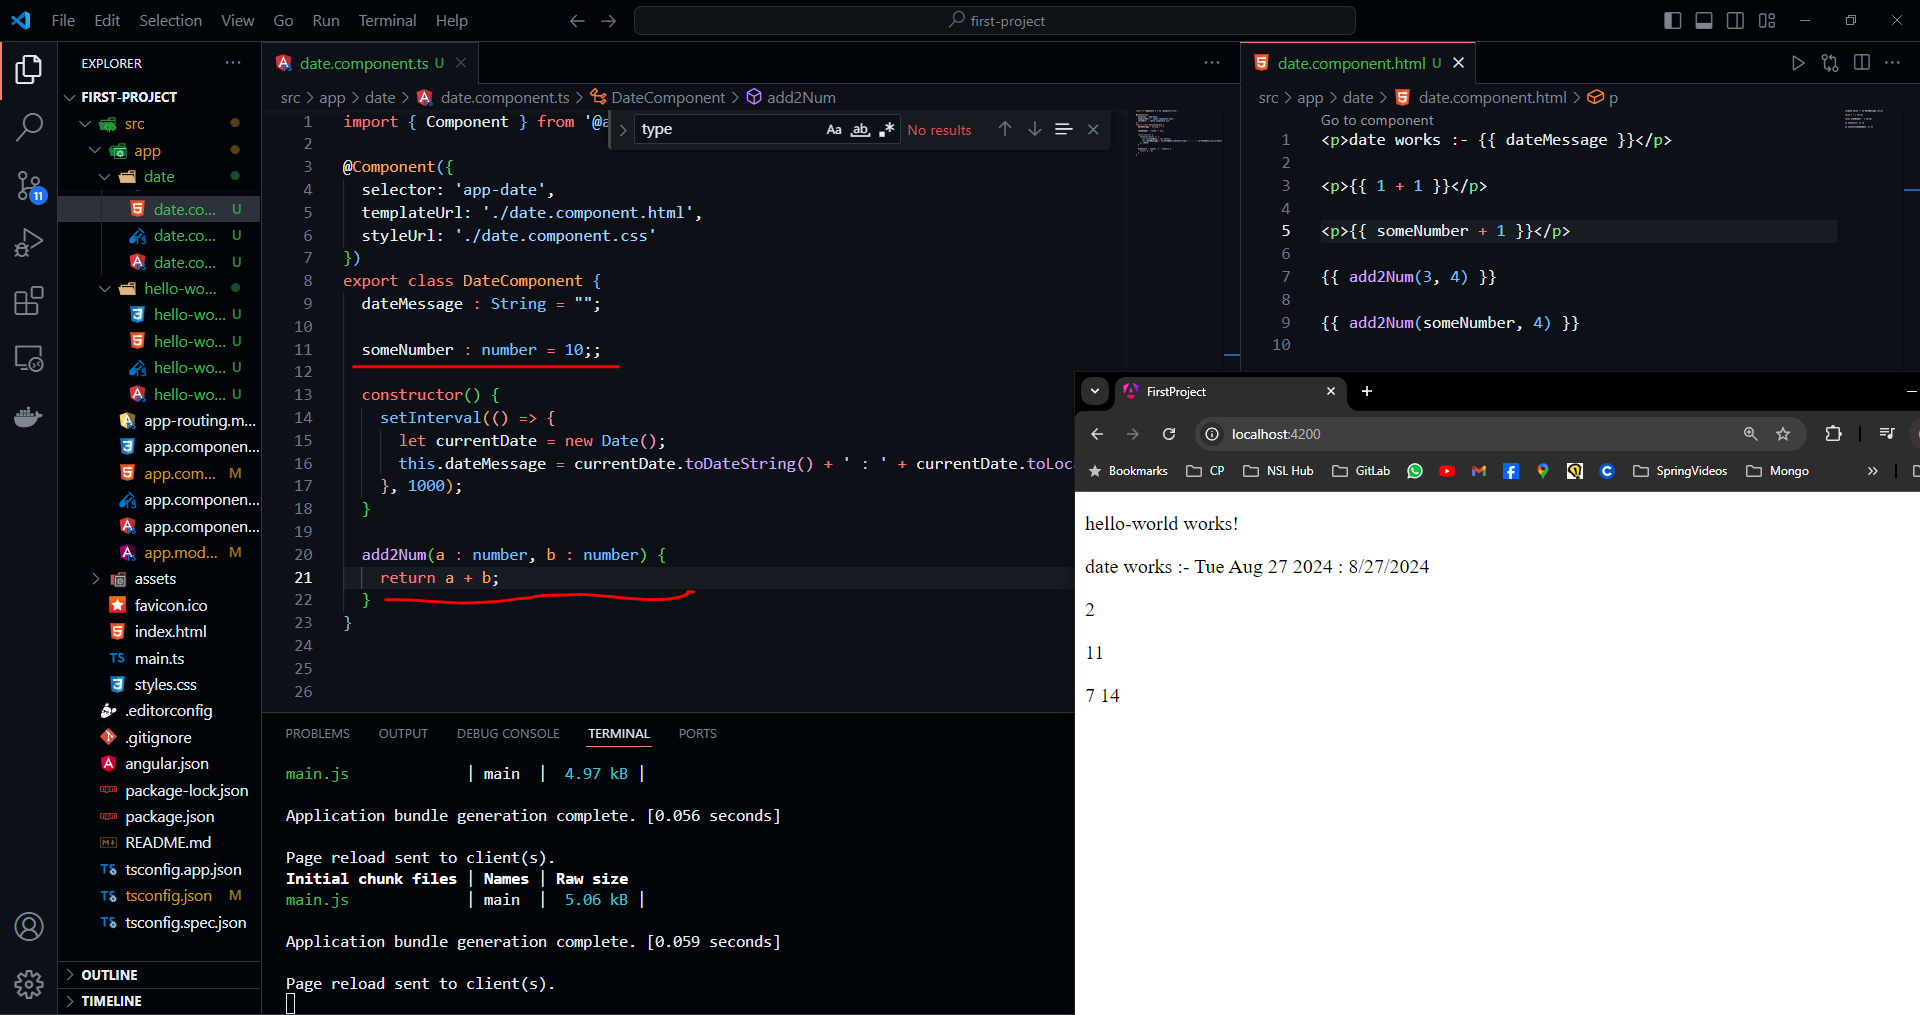 File Edit Selection View Go Run Terminal Help
first-project
EXPLORER
FIRST-PROJECT
src
app
date
date.co... U
date.co... U
date.co... U
hello-wo...
hello-wo... U
hello-wo... U
hello-wo... U
hello-wo... U
app-routing.m...
app.componen...
app.com... M
app.componen...
app.componen...
app.mod... M
assets
favicon.ico
index.html
TS main.ts
styles.css
.editorconfig
.gitignore
angular.json
package-lock.json
package.json
README.md
TS tsconfig.app.json
TS tsconfig.json M
TS tsconfig.spec.json
OUTLINE
TIMELINE
11
date.component.ts U
src > app > date > date.component.ts > DateComponent > add2Num
type Aa ab No results
1 import { Component } from '@a
2
3 @Component({
4 selector: 'app-date',
5 templateUrl: './date.component.html',
6 styleUrl: './date.component.css'
7 })
8 export class DateComponent {
9 dateMessage : String = "";
10
11 someNumber : number = 10;;
12
13 constructor() {
14 setInterval(() => {
15 let currentDate = new Date();
16 this.dateMessage = currentDate.toDateString() + ' : ' + currentDate.toLoca
17 }, 1000);
18 }
19
20 add2Num(a : number, b : number) {
21 return a + b;
22 }
23 }
24
25
26
PROBLEMS OUTPUT DEBUG CONSOLE TERMINAL PORTS
main.js | main | 4.97 kB |
Application bundle generation complete. [0.056 seconds]
Page reload sent to client(s).
Initial chunk files | Names | Raw size
main.js | main | 5.06 kB |
Application bundle generation complete. [0.059 seconds]
Page reload sent to client(s).
date.component.html U
src > app > date > date.component.html > p
Go to component
1 <p>date works :- {{ dateMessage }}</p>
2
3 <p>{{ 1 + 1 }}</p>
4
5 <p>{{ someNumber + 1 }}</p>
6
7 {{ add2Num(3, 4) }}
8
9 {{ add2Num(someNumber, 4) }}
10
FirstProject
localhost:4200
Bookmarks CP NSL Hub GitLab SpringVideos Mongo
hello-world works!
date works :- Tue Aug 27 2024 : 8/27/2024
2
11
7 14